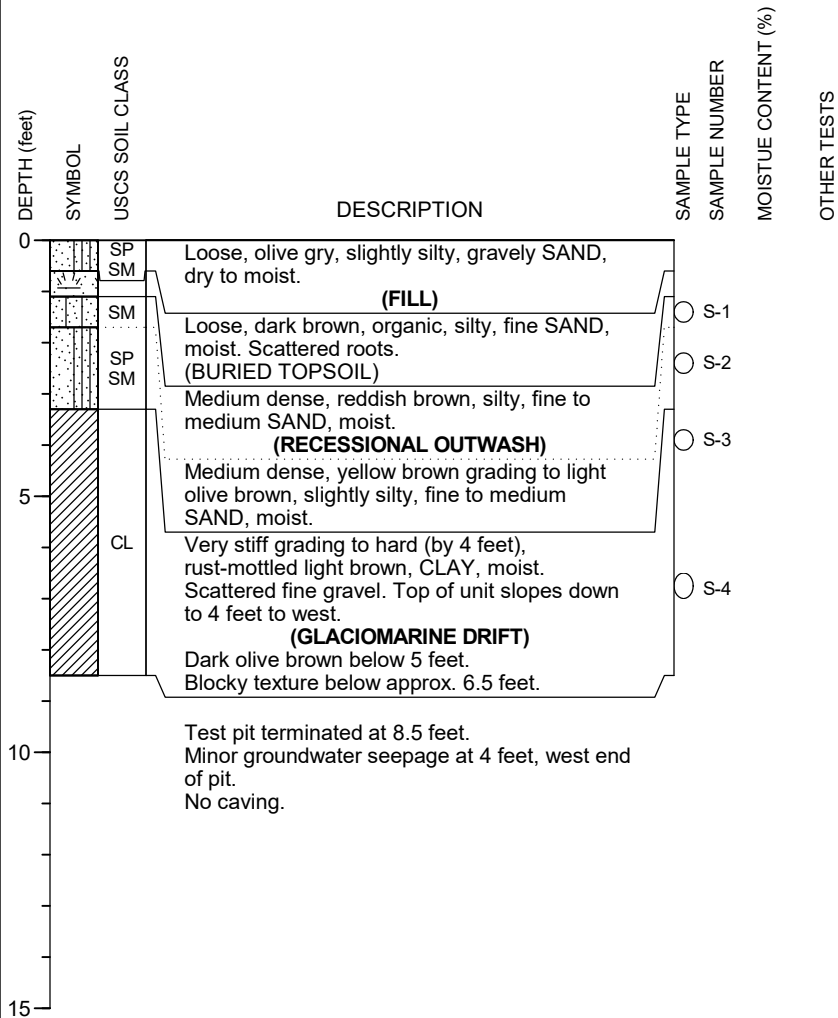 DEPTH (feet)
SYMBOL
USCS SOIL CLASS
DESCRIPTION
SAMPLE TYPE
SAMPLE NUMBER
MOISTUE CONTENT (%)
OTHER TESTS
0
SP
SM
Loose, olive gry, slightly silty, gravely SAND,
dry to moist.
(FILL)
SM
Loose, dark brown, organic, silty, fine SAND,
moist. Scattered roots.
(BURIED TOPSOIL)
S-1
SP
SM
S-2
Medium dense, reddish brown, silty, fine to
medium SAND, moist.
(RECESSIONAL OUTWASH)
S-3
Medium dense, yellow brown grading to light
olive brown, slightly silty, fine to medium
SAND, moist.
5
CL
Very stiff grading to hard (by 4 feet),
rust-mottled light brown, CLAY, moist.
Scattered fine gravel. Top of unit slopes down
to 4 feet to west.
S-4
(GLACIOMARINE DRIFT)
Dark olive brown below 5 feet.
Blocky texture below approx. 6.5 feet.
Test pit terminated at 8.5 feet.
Minor groundwater seepage at 4 feet, west end
of pit.
No caving.
10
15